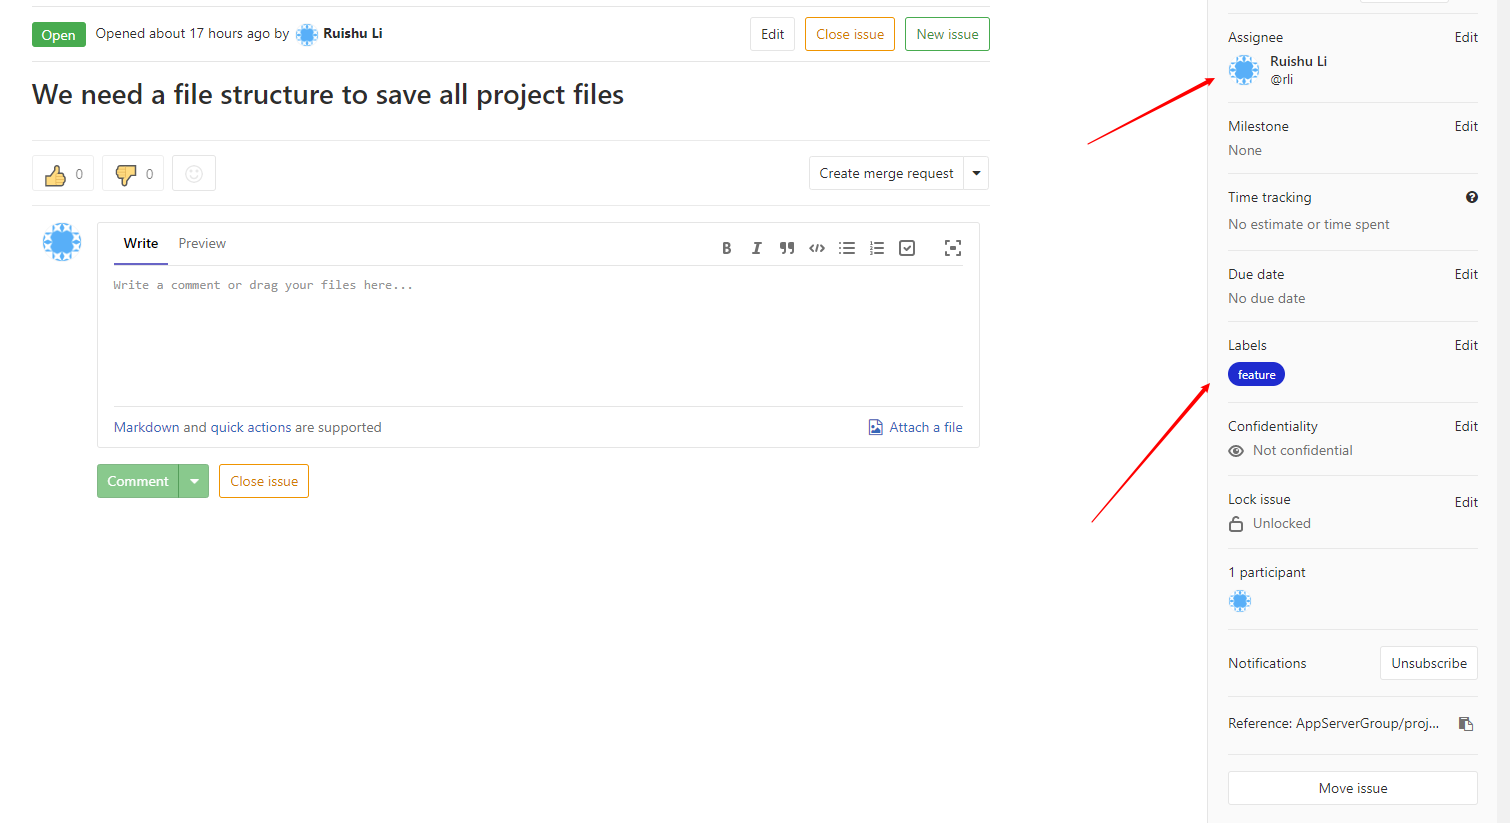 Open Opened about 17 hours ago by Ruishu Li Edit Close issue New issue
We need a file structure to save all project files
0 0 Create merge request
Write Preview
Write a comment or drag your files here...
Markdown and quick actions are supported Attach a file
Comment Close issue
Assignee Edit
Ruishu Li
@rli
Milestone Edit
None
Time tracking
No estimate or time spent
Due date Edit
No due date
Labels Edit
feature
Confidentiality Edit
Not confidential
Lock issue Edit
Unlocked
1 participant
Notifications Unsubscribe
Reference: AppServerGroup/proj...
Move issue